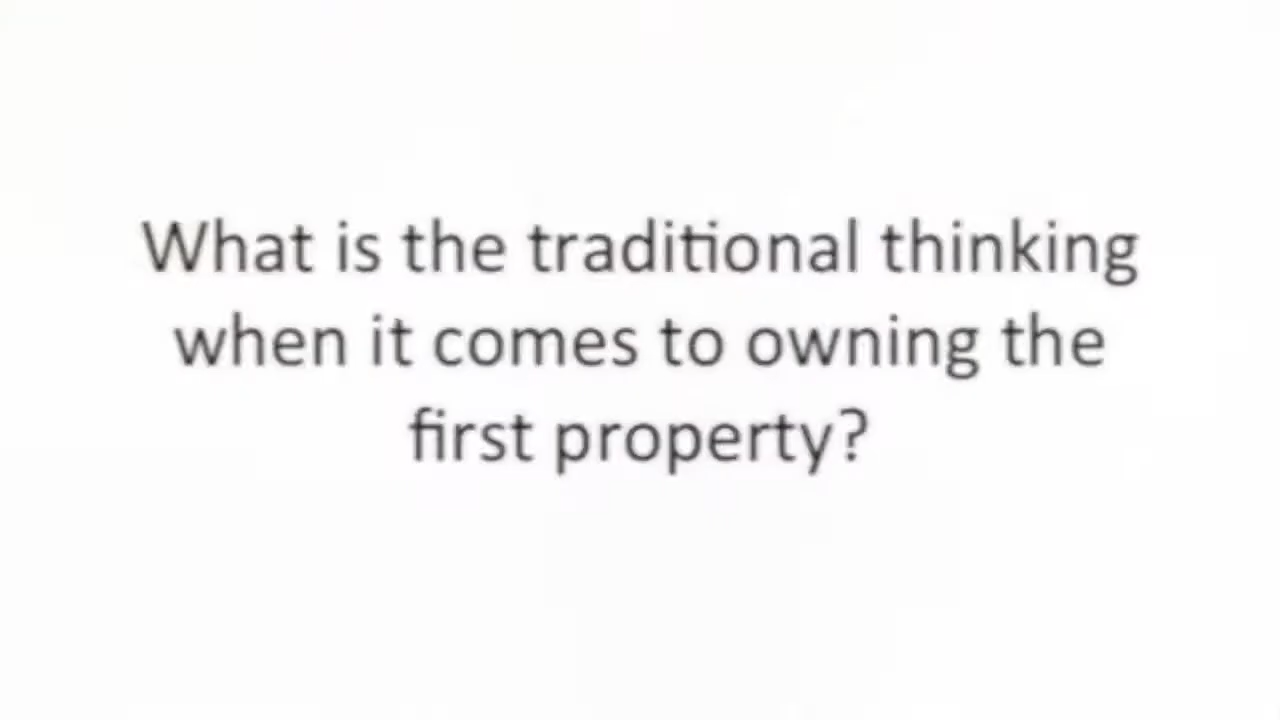 What is the traditional thinking
when it comes to owning the
first property?